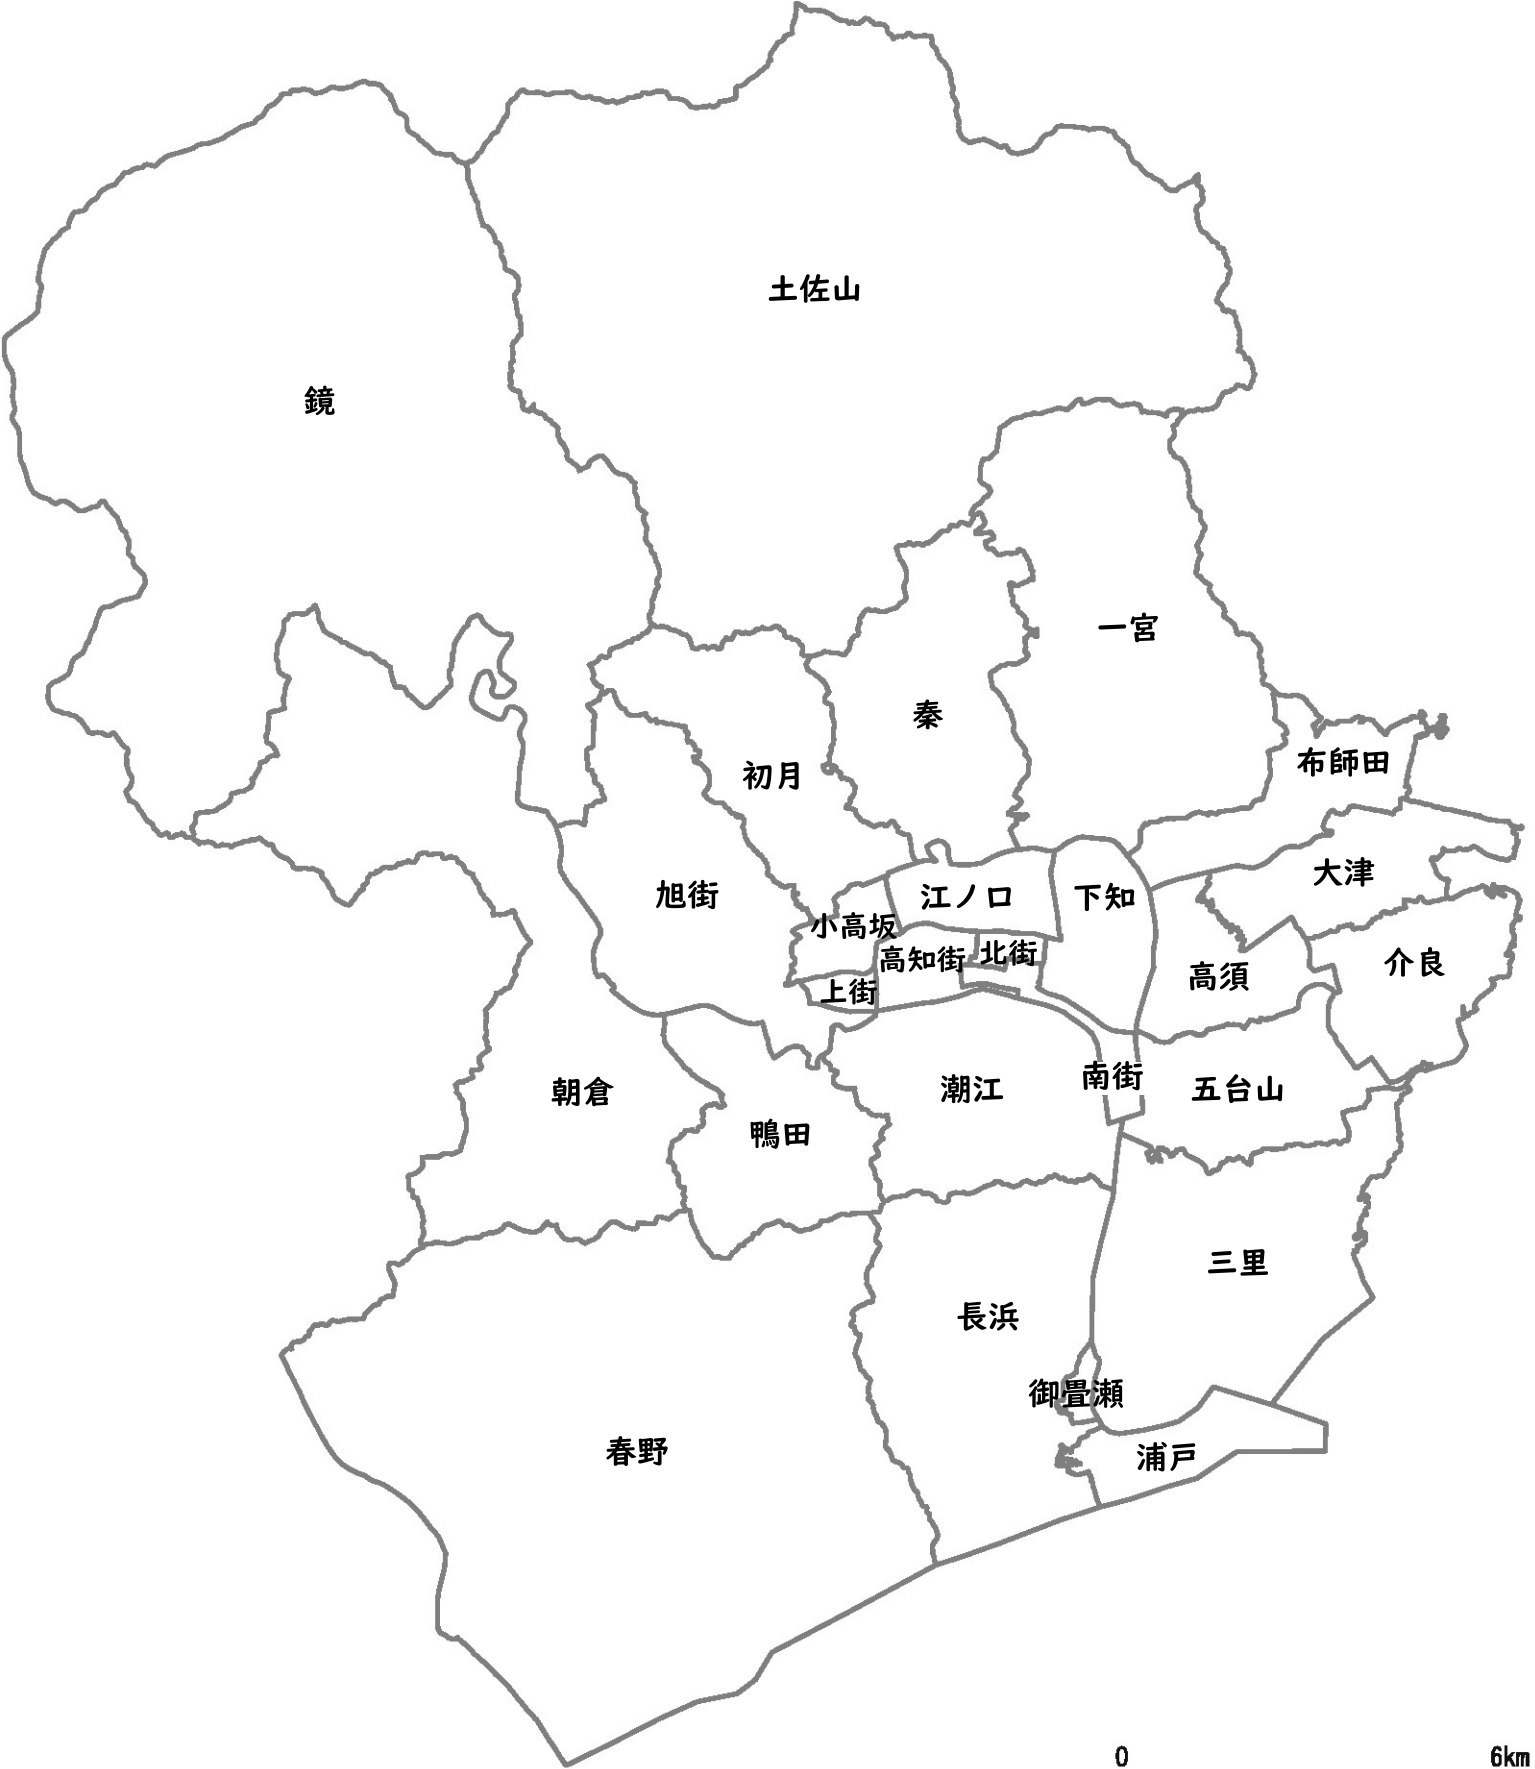 土佐山
鏡
一宮
秦
布師田
初月
大津
旭街
江ノ口
下知
小高坂
高知街
北街
介良
高須
上街
南街
潮江
五台山
朝倉
鴨田
三里
長浜
御畳瀬
春野
浦戸
0
6km